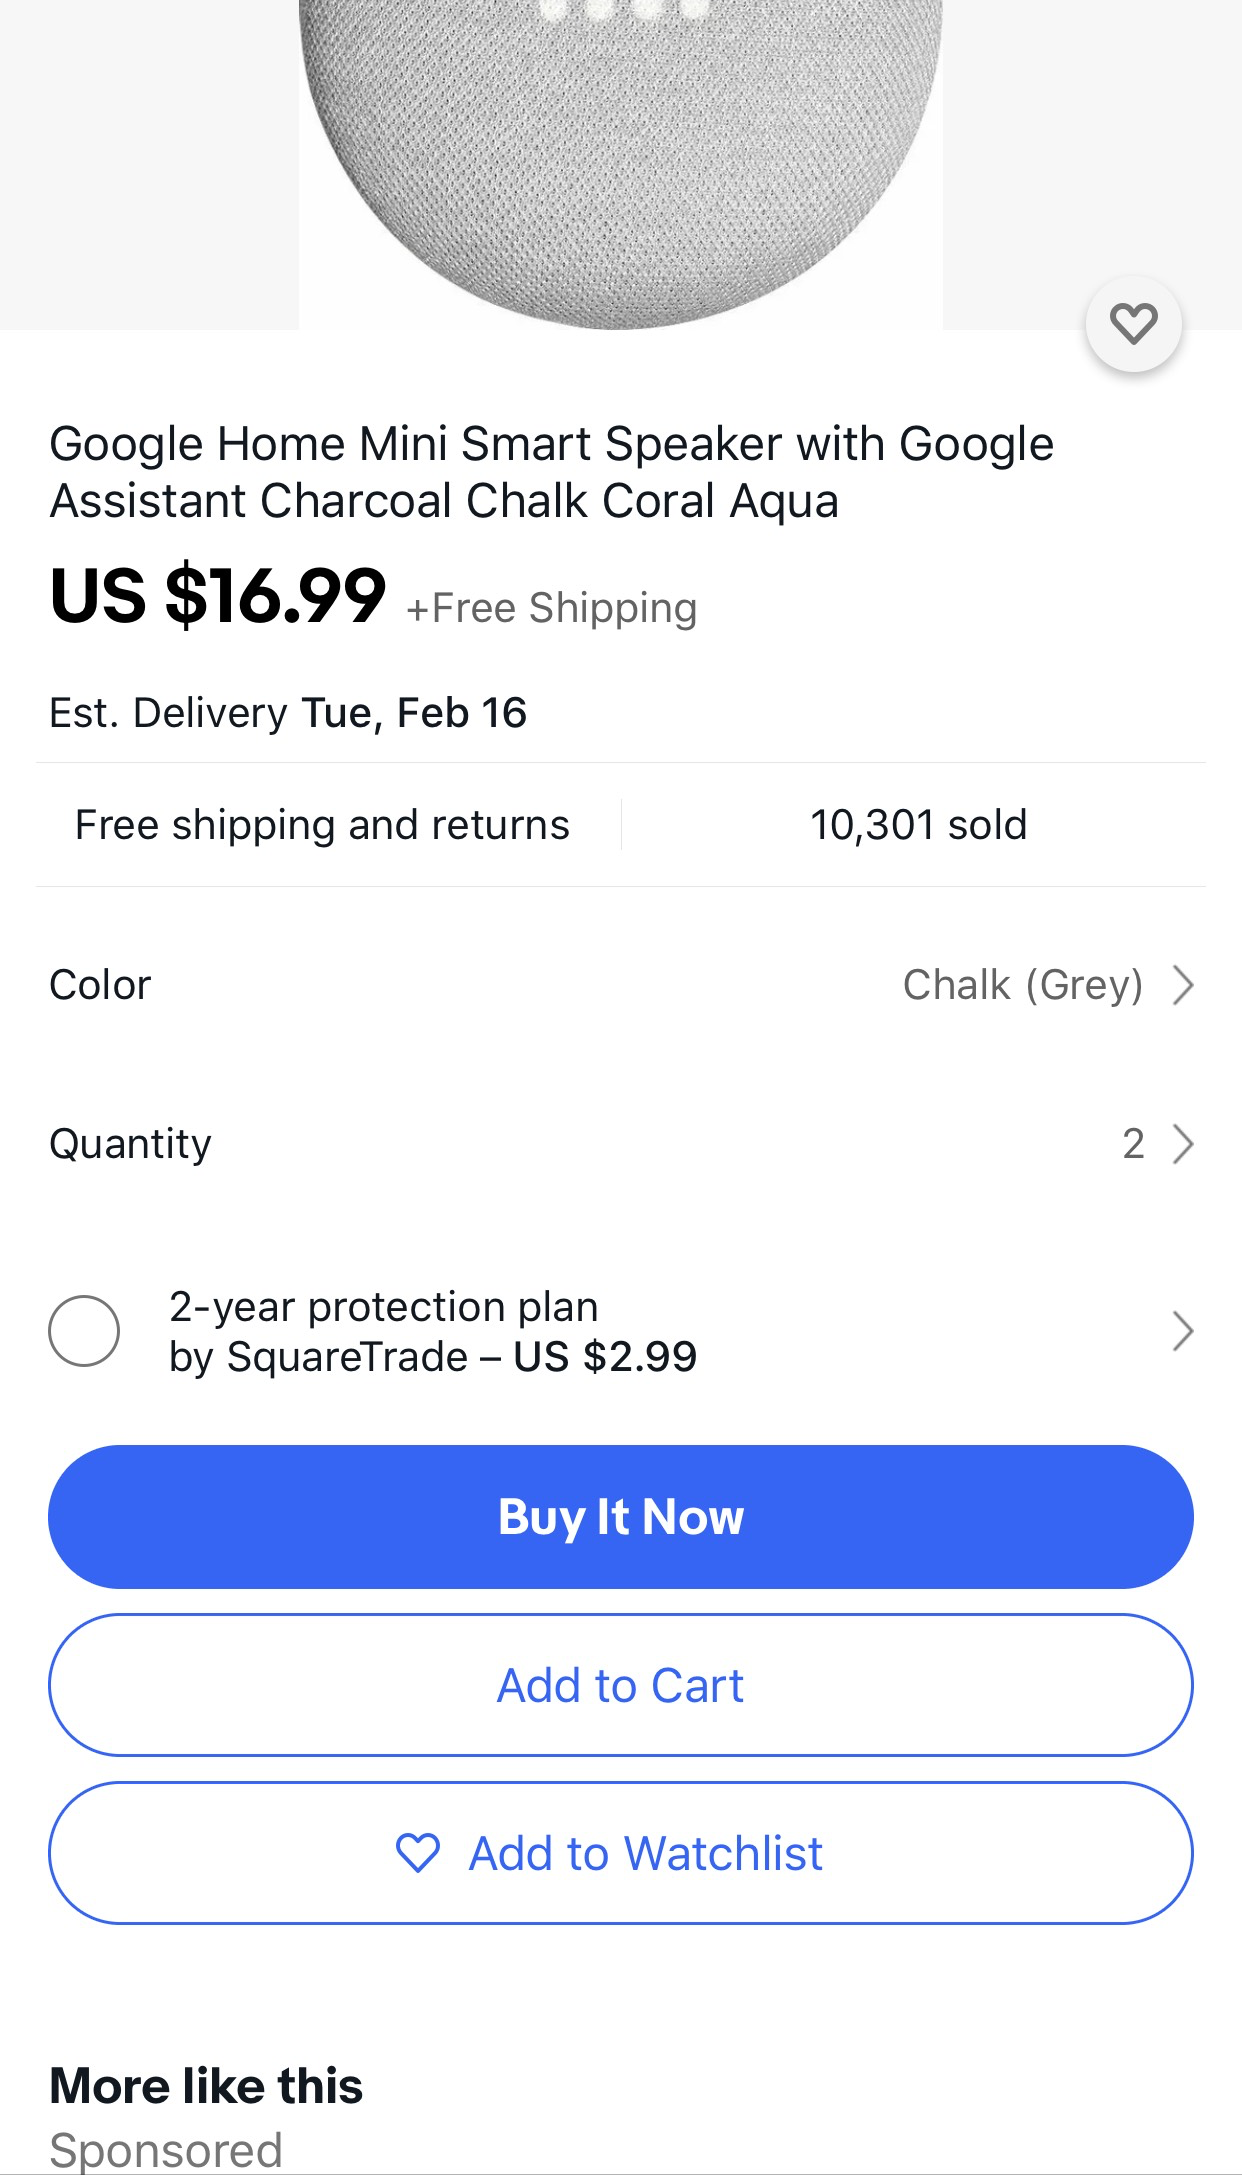 Google Home Mini Smart Speaker with Google
Assistant Charcoal Chalk Coral Aqua
US $16.99 +Free Shipping
Est. Delivery Tue, Feb 16
Free shipping and returns
10,301 sold
Color
Chalk (Grey)
Quantity
2
2-year protection plan
by SquareTrade – US $2.99
Buy It Now
Add to Cart
Add to Watchlist
More like this
Sponsored